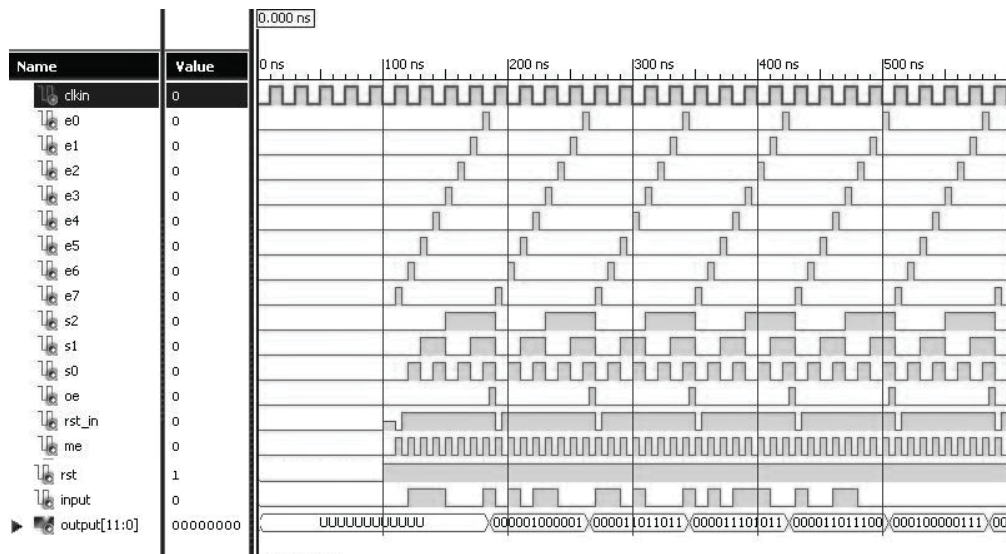 0.000 ns
Name Value 0 ns 100 ns 200 ns 300 ns 400 ns 500 ns
clkin 0
e0 0
e1 0
e2 0
e3 0
e4 0
e5 0
e6 0
e7 0
s2 0
s1 0
s0 0
oe 0
rst_in 0
me 0
rst 1
input 0
output[11:0] 00000000 UUUUUUUUUUUU 000001000001 000011011011 000011101011 000011011100 000100000111 00